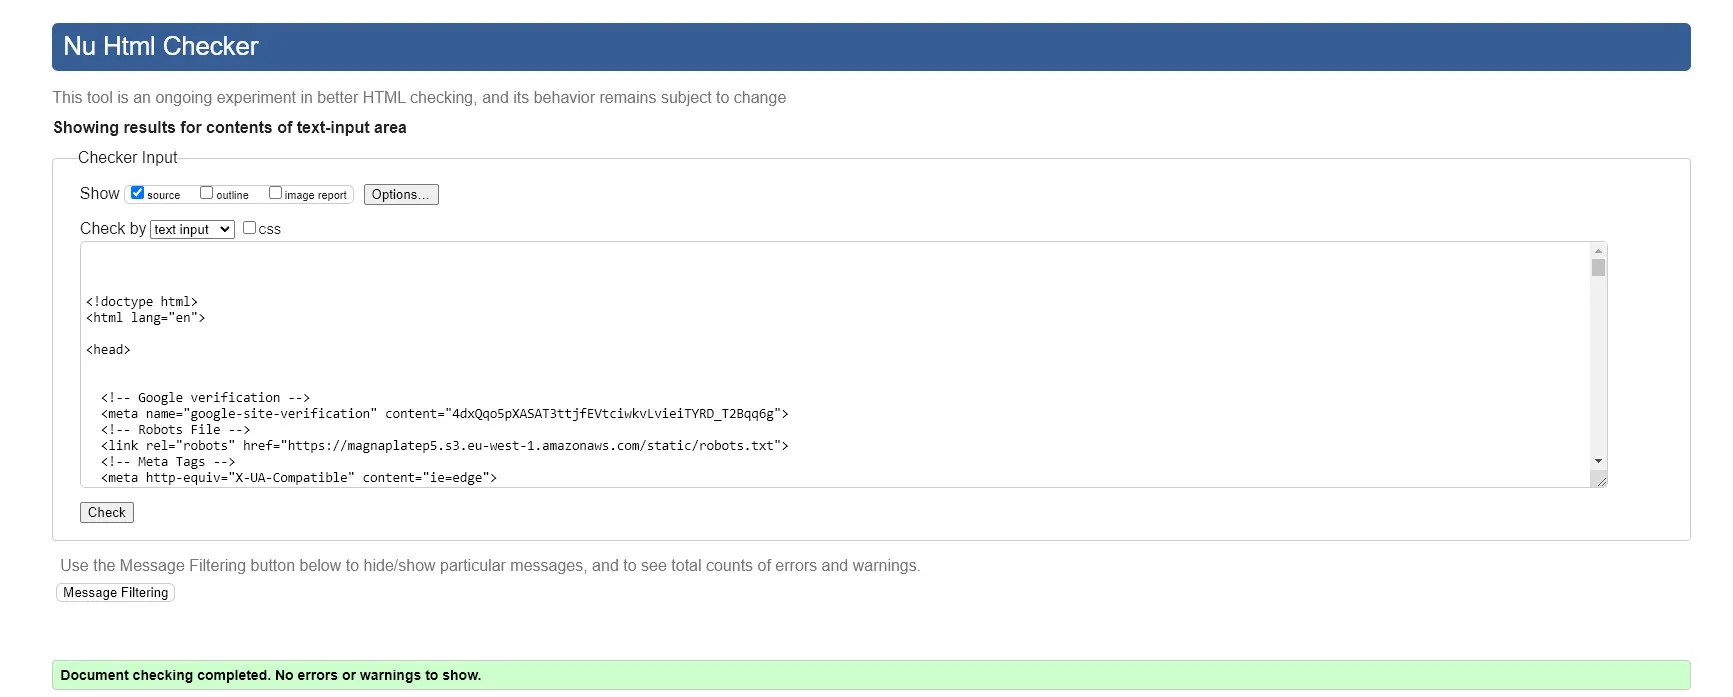 Nu Html Checker
This tool is an ongoing experiment in better HTML checking, and its behavior remains subject to change
Showing results for contents of text-input area
Checker Input
Show source outline image report Options...
Check by text input css
<!doctype html>
<html lang="en">
<head>
<!-- Google verification -->
<meta name="google-site-verification" content="4dxQqo5pXASAT3ttjfEVtciwkvLvieiTYRD_T2Bqq6g">
<!-- Robots File -->
<link rel="robots" href="https://magnaplatep5.s3.eu-west-1.amazonaws.com/static/robots.txt">
<!-- Meta Tags -->
<meta http-equiv="X-UA-Compatible" content="ie=edge">
Check
Use the Message Filtering button below to hide/show particular messages, and to see total counts of errors and warnings.
Message Filtering
Document checking completed. No errors or warnings to show.